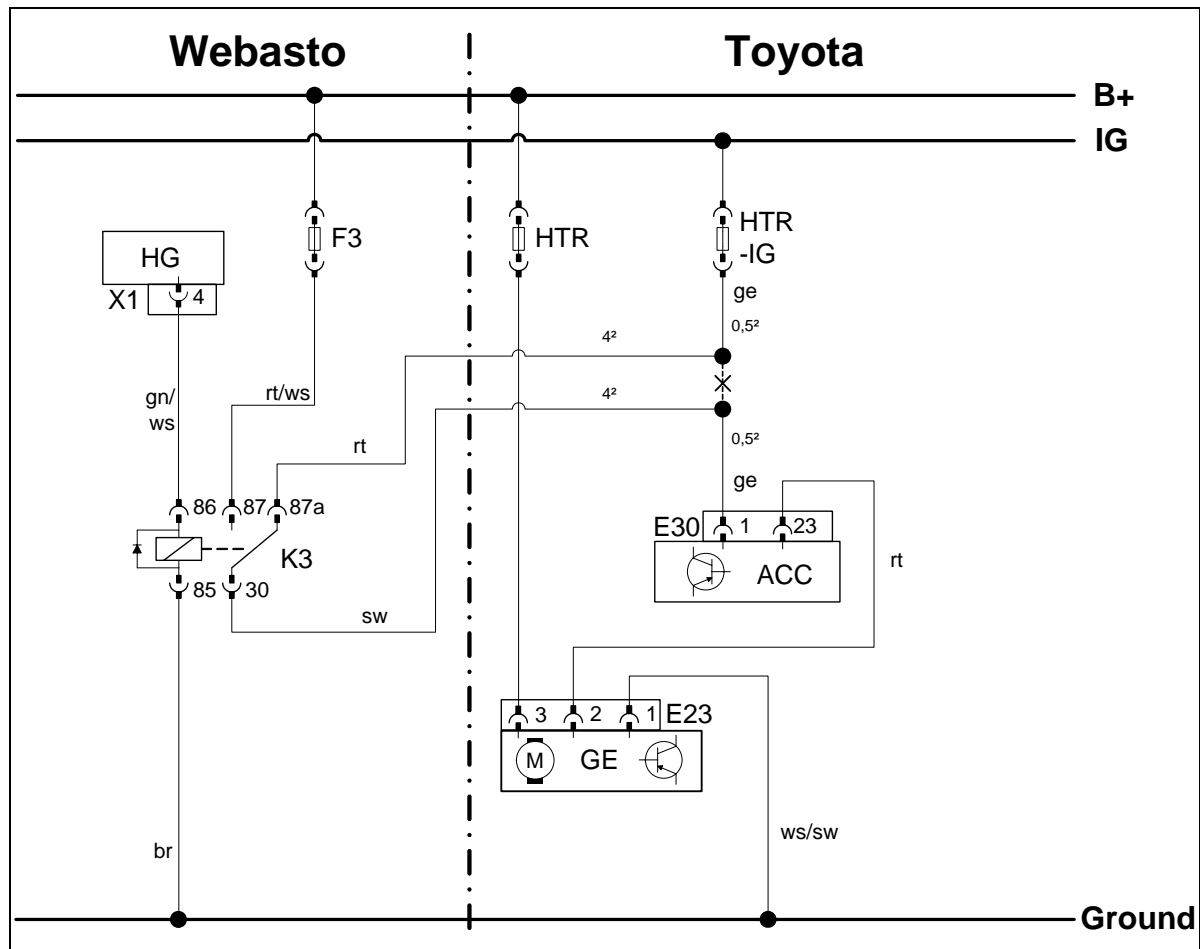 Webasto
Toyota
B+
IG
F3
HTR
HTR
-IG
HG
X1
4
ge
0,5²
4²
4²
gn/
ws
rt/ws
rt
0,5²
ge
86
87
87a
E30
1
23
K3
ACC
rt
85
30
sw
3
2
1
E23
M
GE
ws/sw
br
Ground